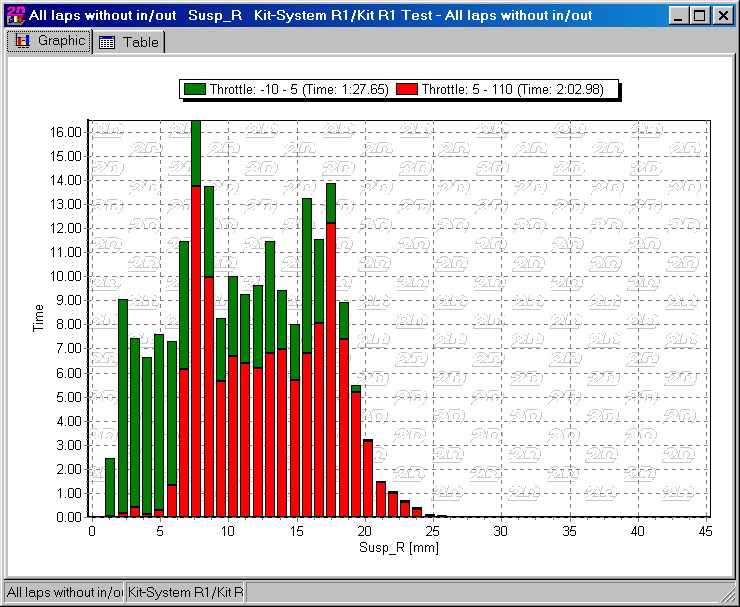 All laps without in/out Susp_R Kit-System R1/Kit R1 Test - All laps without in/out
Graphic Table
Throttle: -10 - 5 (Time: 1:27.65) Throttle: 5 - 110 (Time: 2:02.98)
16.00
15.00
14.00
13.00
12.00
11.00
10.00
9.00
8.00
7.00
6.00
5.00
4.00
3.00
2.00
1.00
0.00
Time
0 5 10 15 20 25 30 35 40 45
Susp_R [mm]
All laps without in/ou Kit-System R1/Kit R